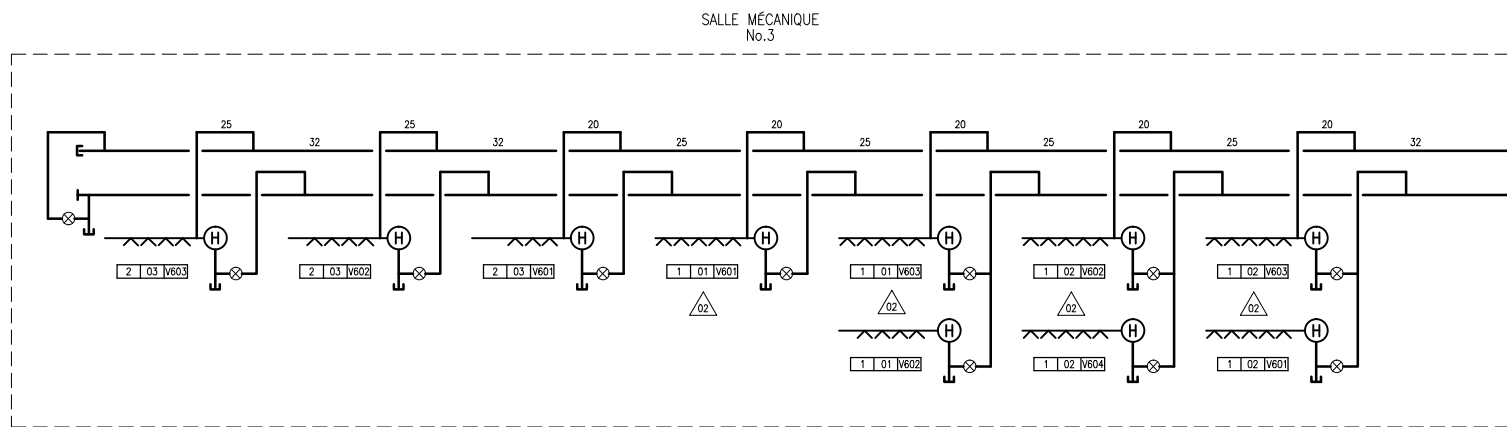 SALLE MÉCANIQUE
No.3
25 25 20 20 20 20 20
32 32 25 25 25 25 32
H H H H H H H
2 03 V603 2 03 V602 2 03 V601 1 01 V601 1 01 V603 1 02 V602 1 02 V603
02 02 02 02
H H H
1 01 V602 1 02 V604 1 02 V601